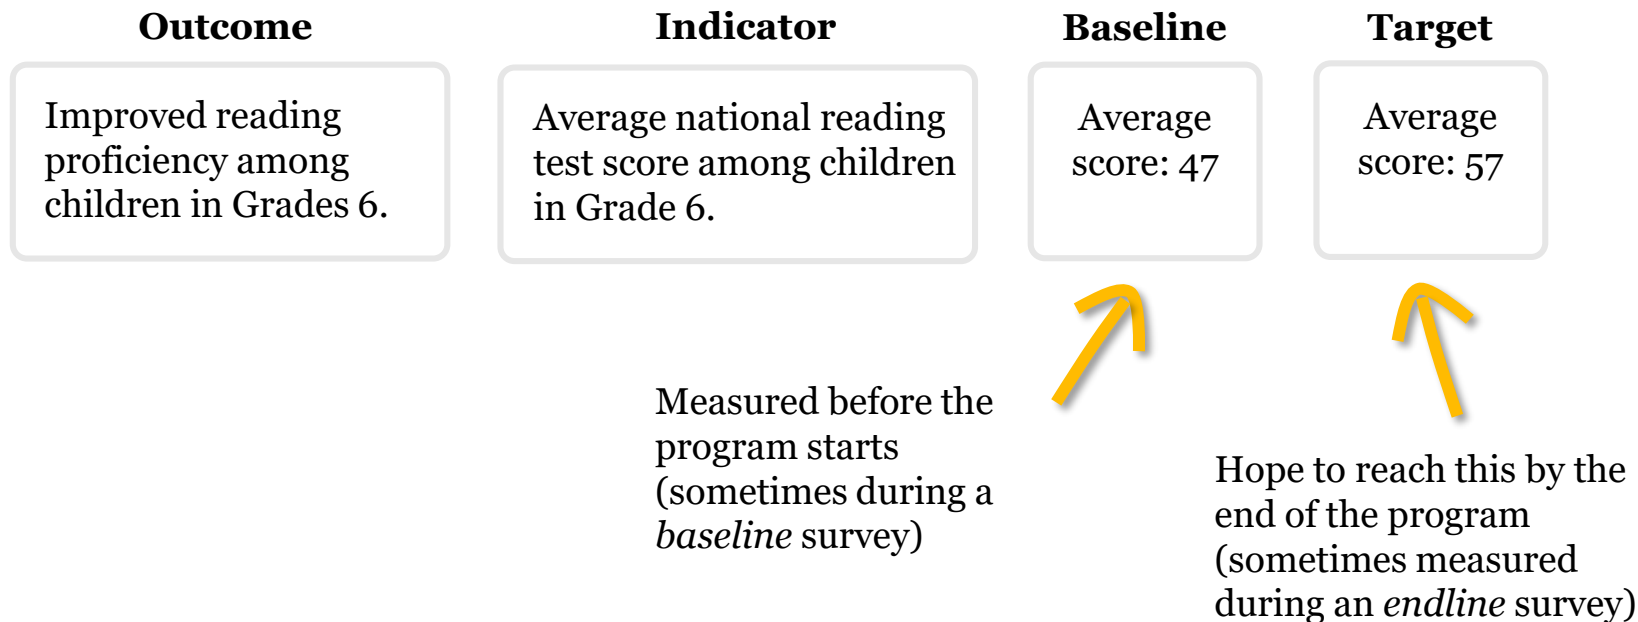 Outcome
Indicator
Baseline
Target
Improved reading
proficiency among
children in Grades 6.
Average national reading
test score among children
in Grade 6.
Average
score: 47
Average
score: 57
Measured before the
program starts
(sometimes during a
baseline survey)
Hope to reach this by the
end of the program
(sometimes measured
during an endline survey)